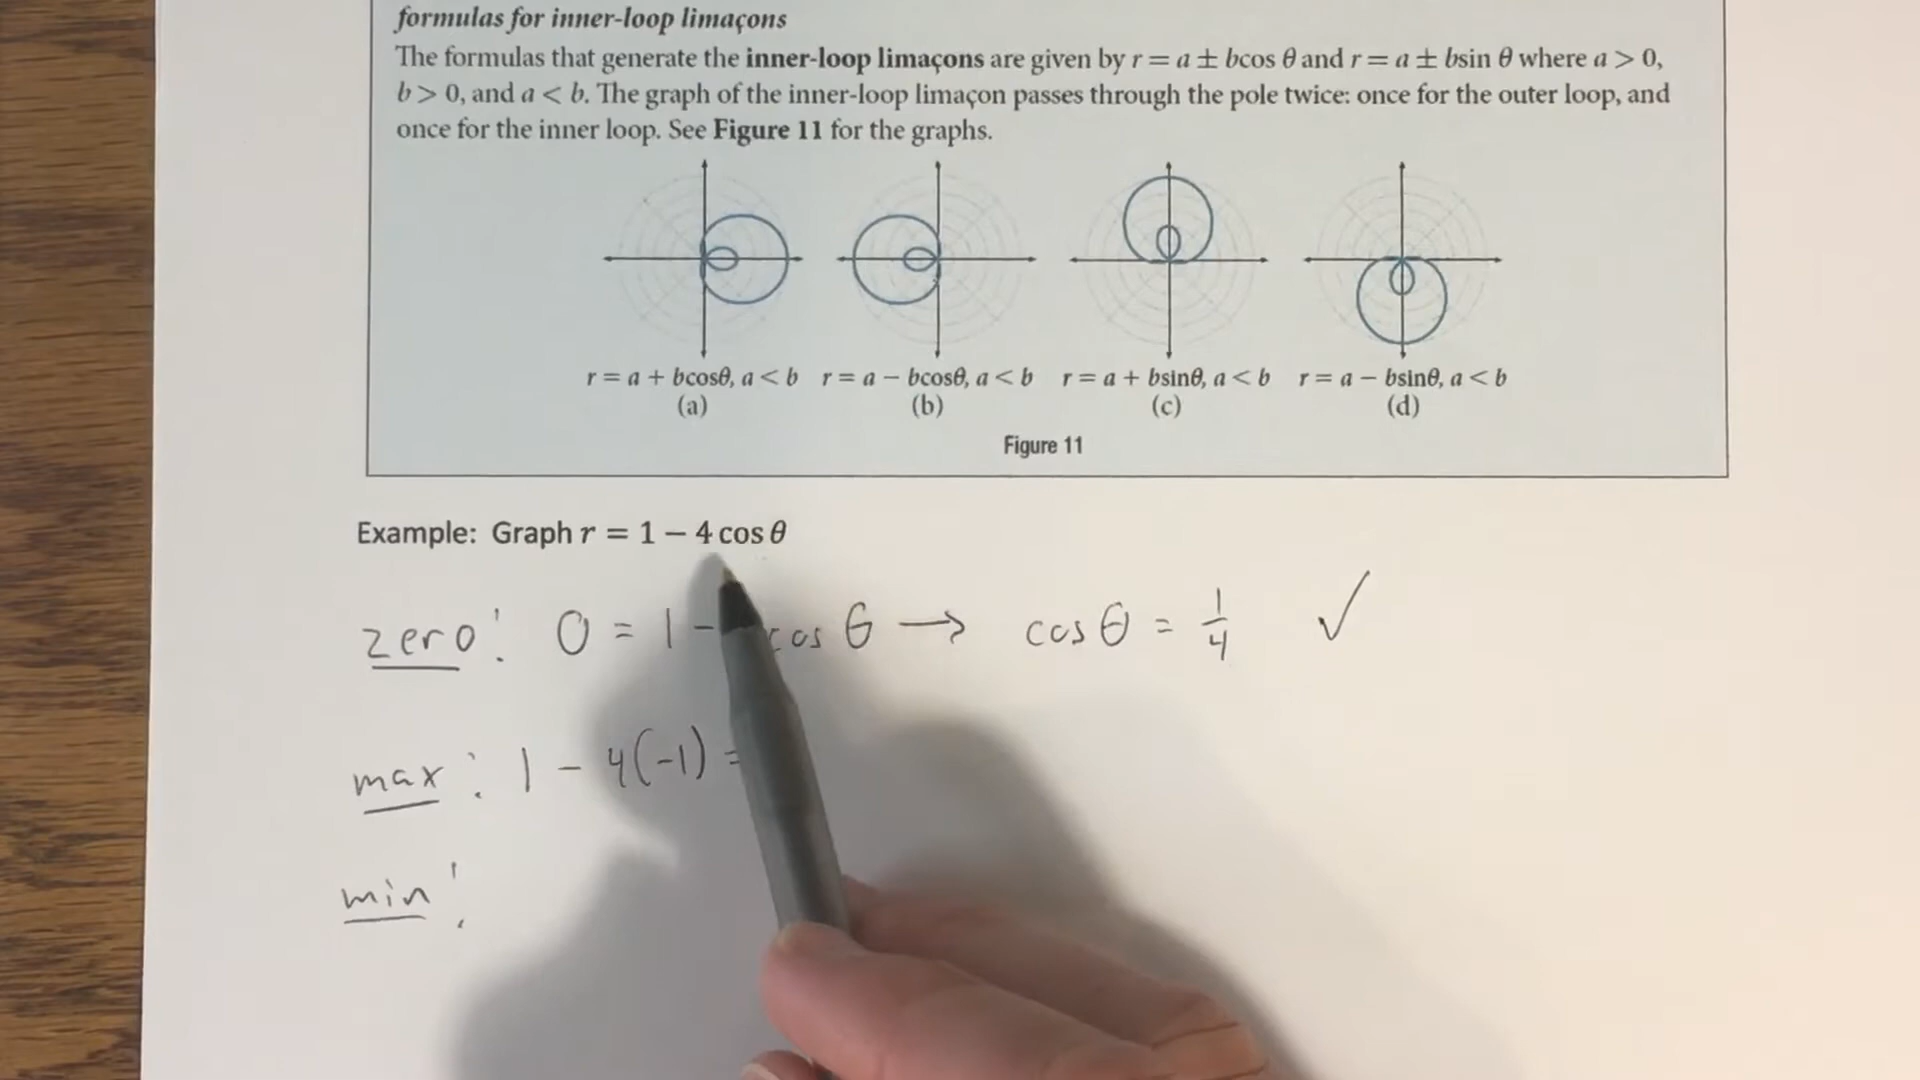 formulas for inner-loop limaçons
The formulas that generate the inner-loop limaçons are given by r = a ± bcos θ and r = a ± bsin θ where a > 0,
b > 0, and a < b. The graph of the inner-loop limaçon passes through the pole twice: once for the outer loop, and
once for the inner loop. See Figure 11 for the graphs.
r = a + bcosθ, a < b r = a − bcosθ, a < b r = a + bsinθ, a < b r = a − bsinθ, a < b
(a) (b) (c) (d)
Figure 11
Example: Graph r = 1 − 4 cos θ
zero: 0 = 1 - cos θ → cos θ = 1/4 ✓
max: 1 - 4(-1) =
min: